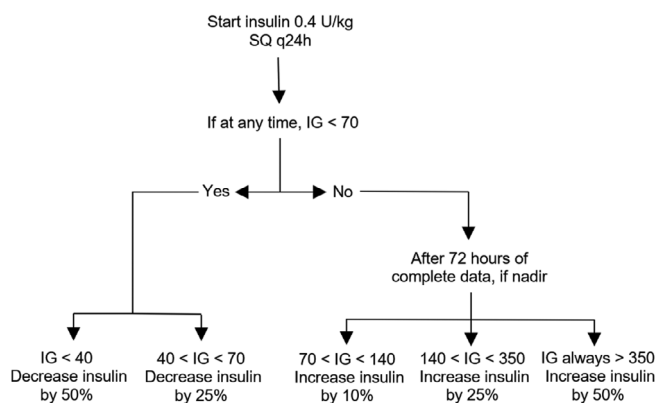 Start insulin 0.4 U/kg
SQ q24h
If at any time, IG < 70
Yes
No
After 72 hours of
complete data, if nadir
IG < 40
Decrease insulin
by 50%
40 < IG < 70
Decrease insulin
by 25%
70 < IG < 140
Increase insulin
by 10%
140 < IG < 350
Increase insulin
by 25%
IG always > 350
Increase insulin
by 50%